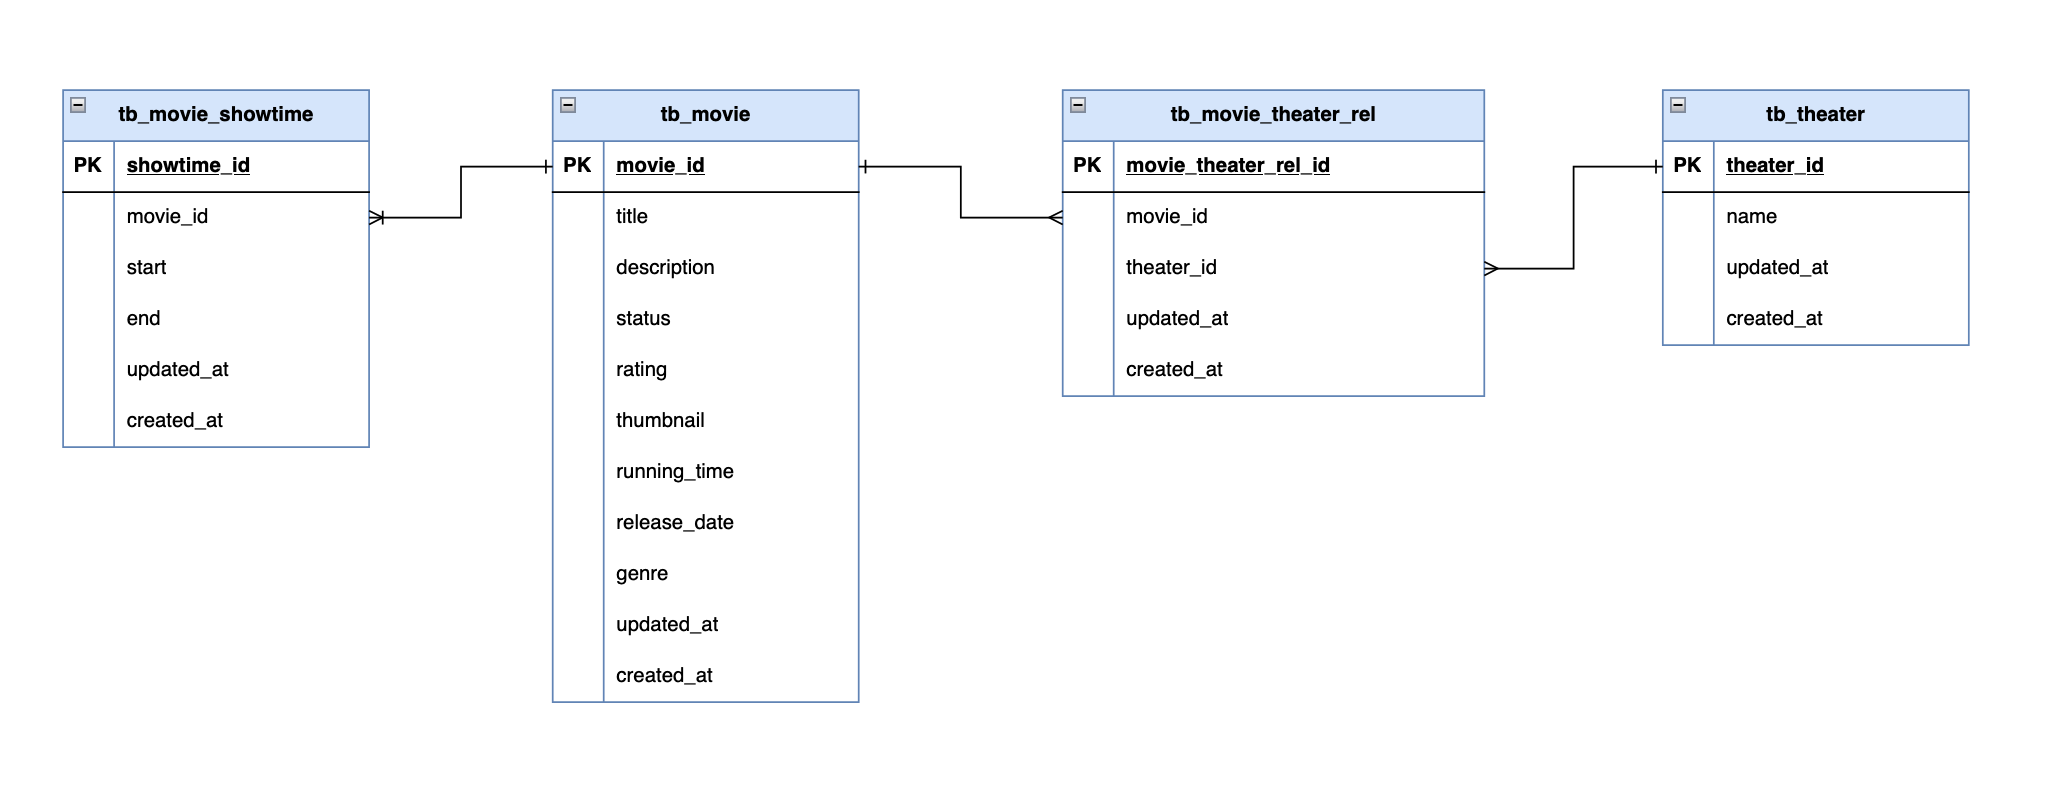 tb_movie_showtime
PK showtime_id
movie_id
start
end
updated_at
created_at
tb_movie
PK movie_id
title
description
status
rating
thumbnail
running_time
release_date
genre
updated_at
created_at
tb_movie_theater_rel
PK movie_theater_rel_id
movie_id
theater_id
updated_at
created_at
tb_theater
PK theater_id
name
updated_at
created_at